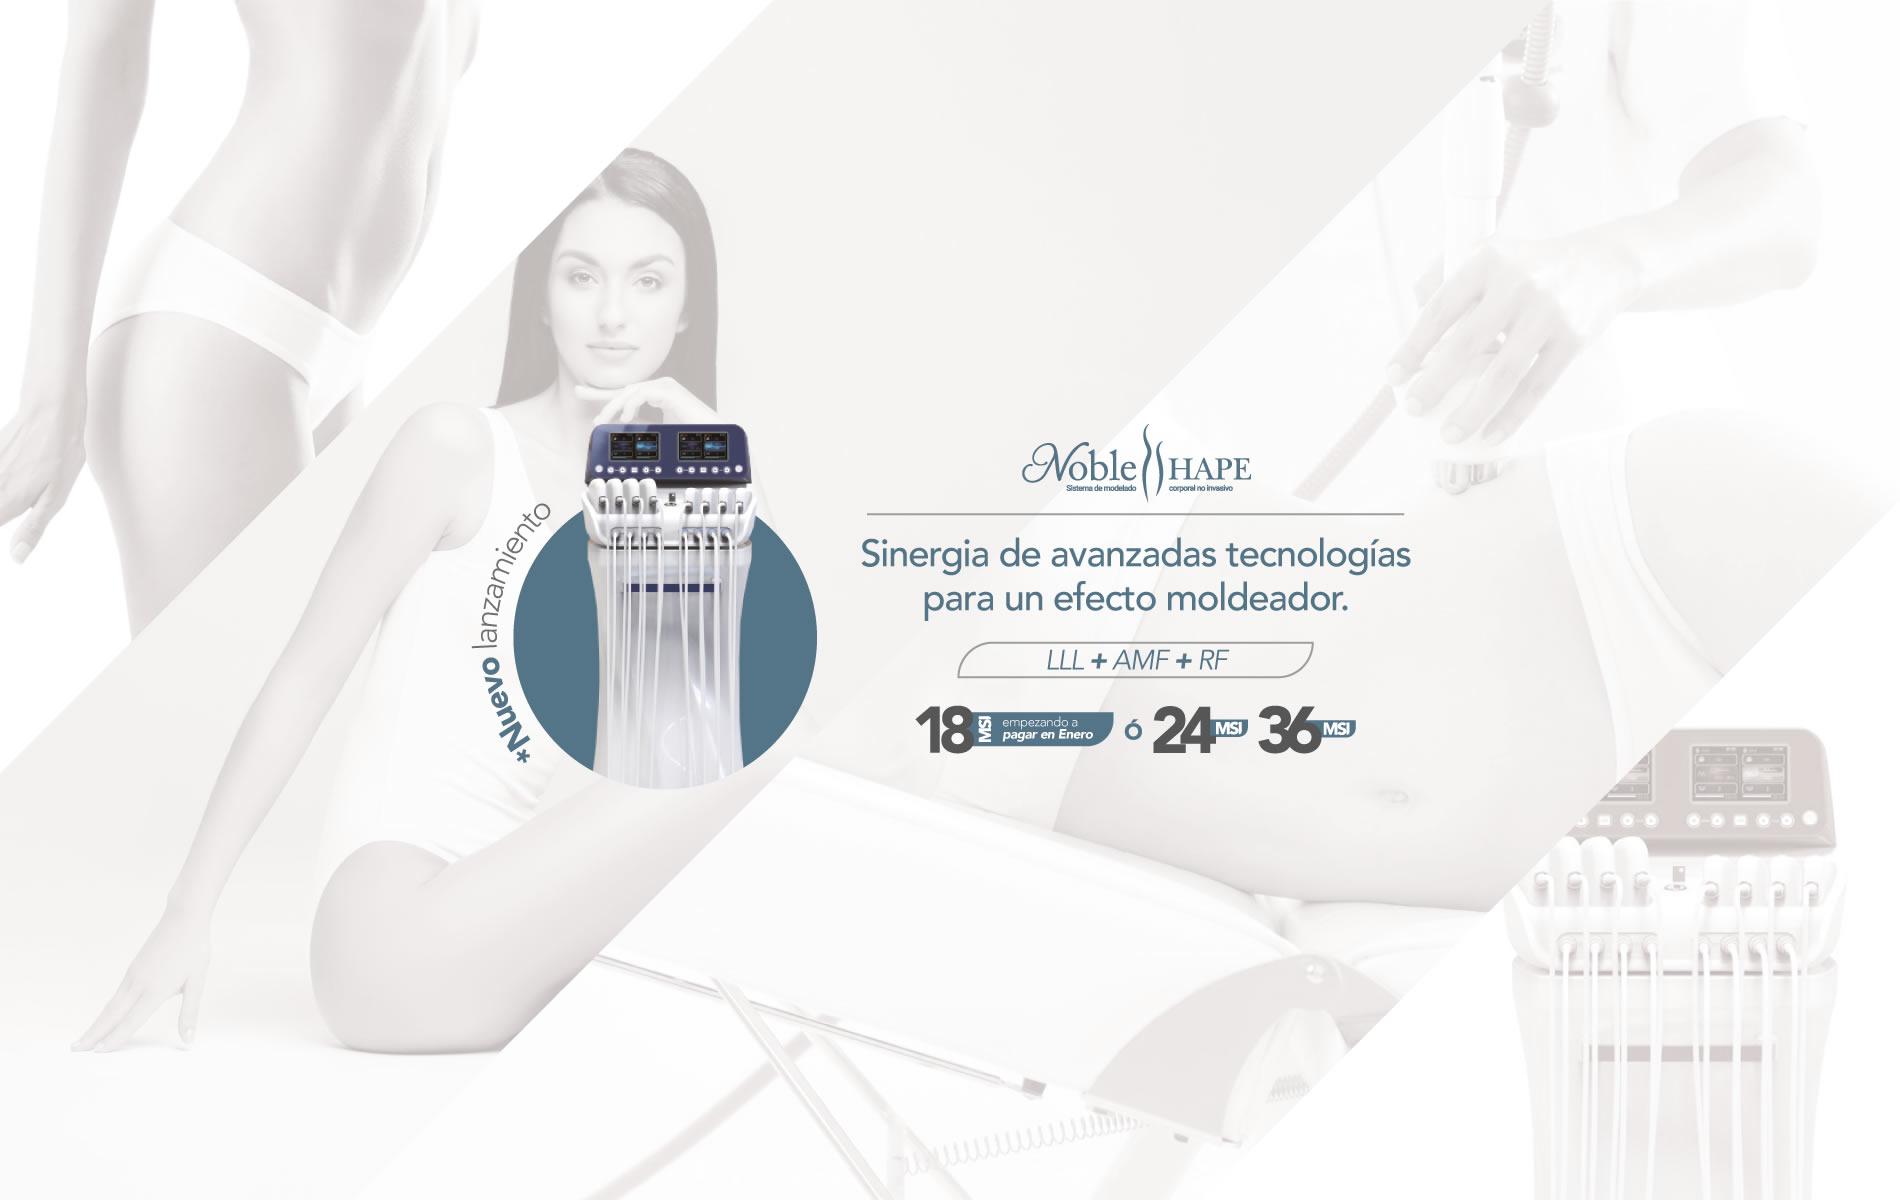 *Nuevo lanzamiento
Noble SHAPE
Sistema de modelado corporal no invasivo
Sinergia de avanzadas tecnologías
para un efecto moldeador.
LLL + AMF + RF
18 MSI empezando a pagar en Enero ó 24 MSI 36 MSI